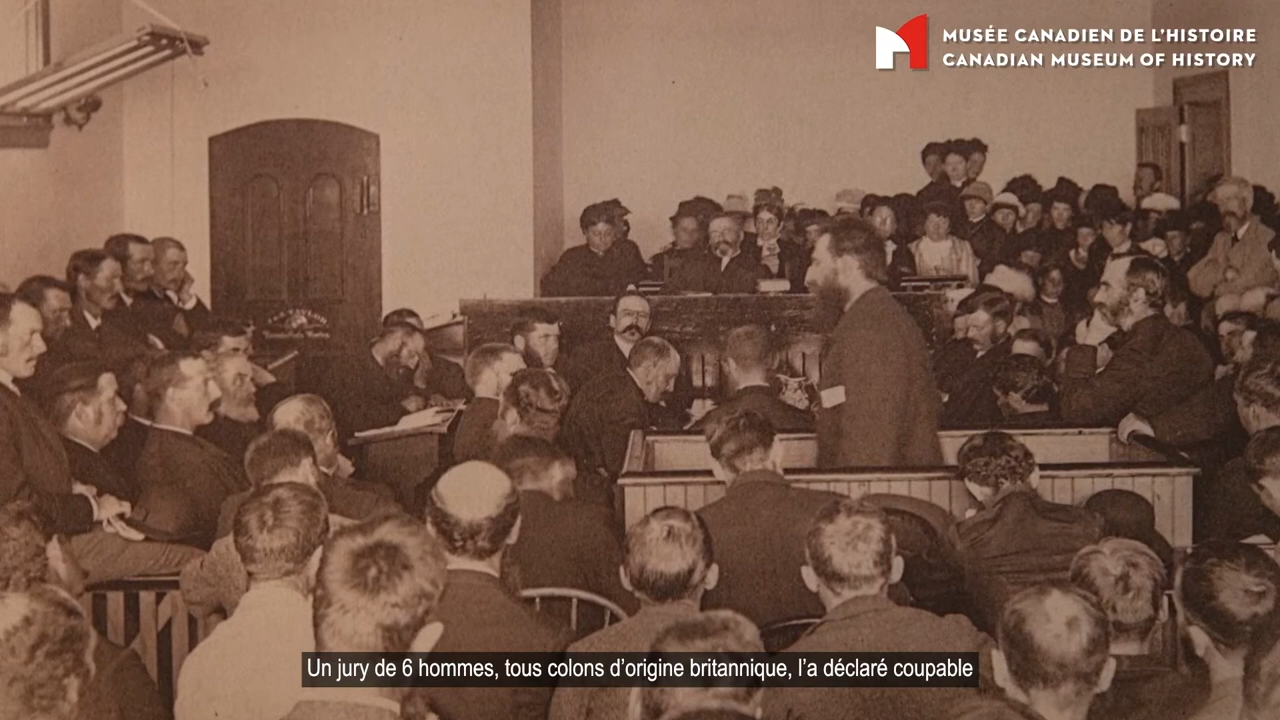 MUSÉE CANADIEN DE L'HISTOIRE
CANADIAN MUSEUM OF HISTORY
Un jury de 6 hommes, tous colons d'origine britannique, l'a déclaré coupable